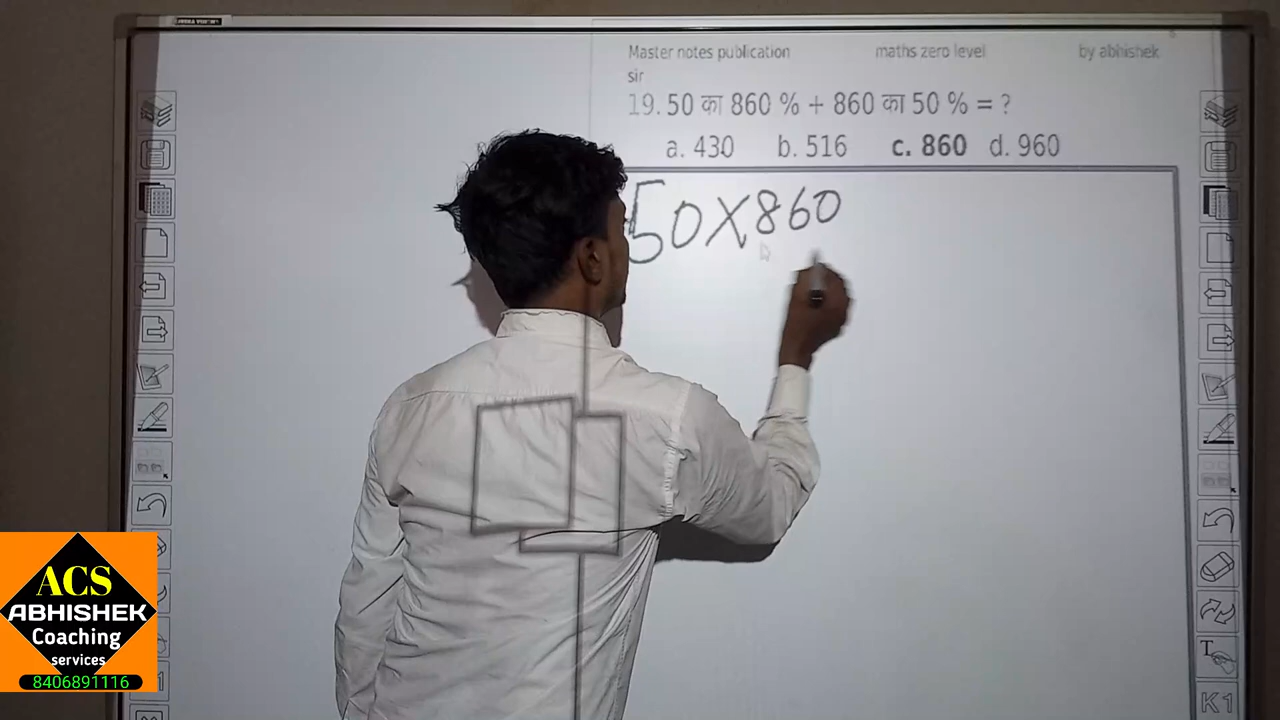 Master notes publication maths zero level by abhishek
sir
19. 50 का 860 % + 860 का 50 % = ?
a. 430 b. 516 c. 860 d. 960
50X860
ACS
ABHISHEK
Coaching
services
8406891116
T
K1